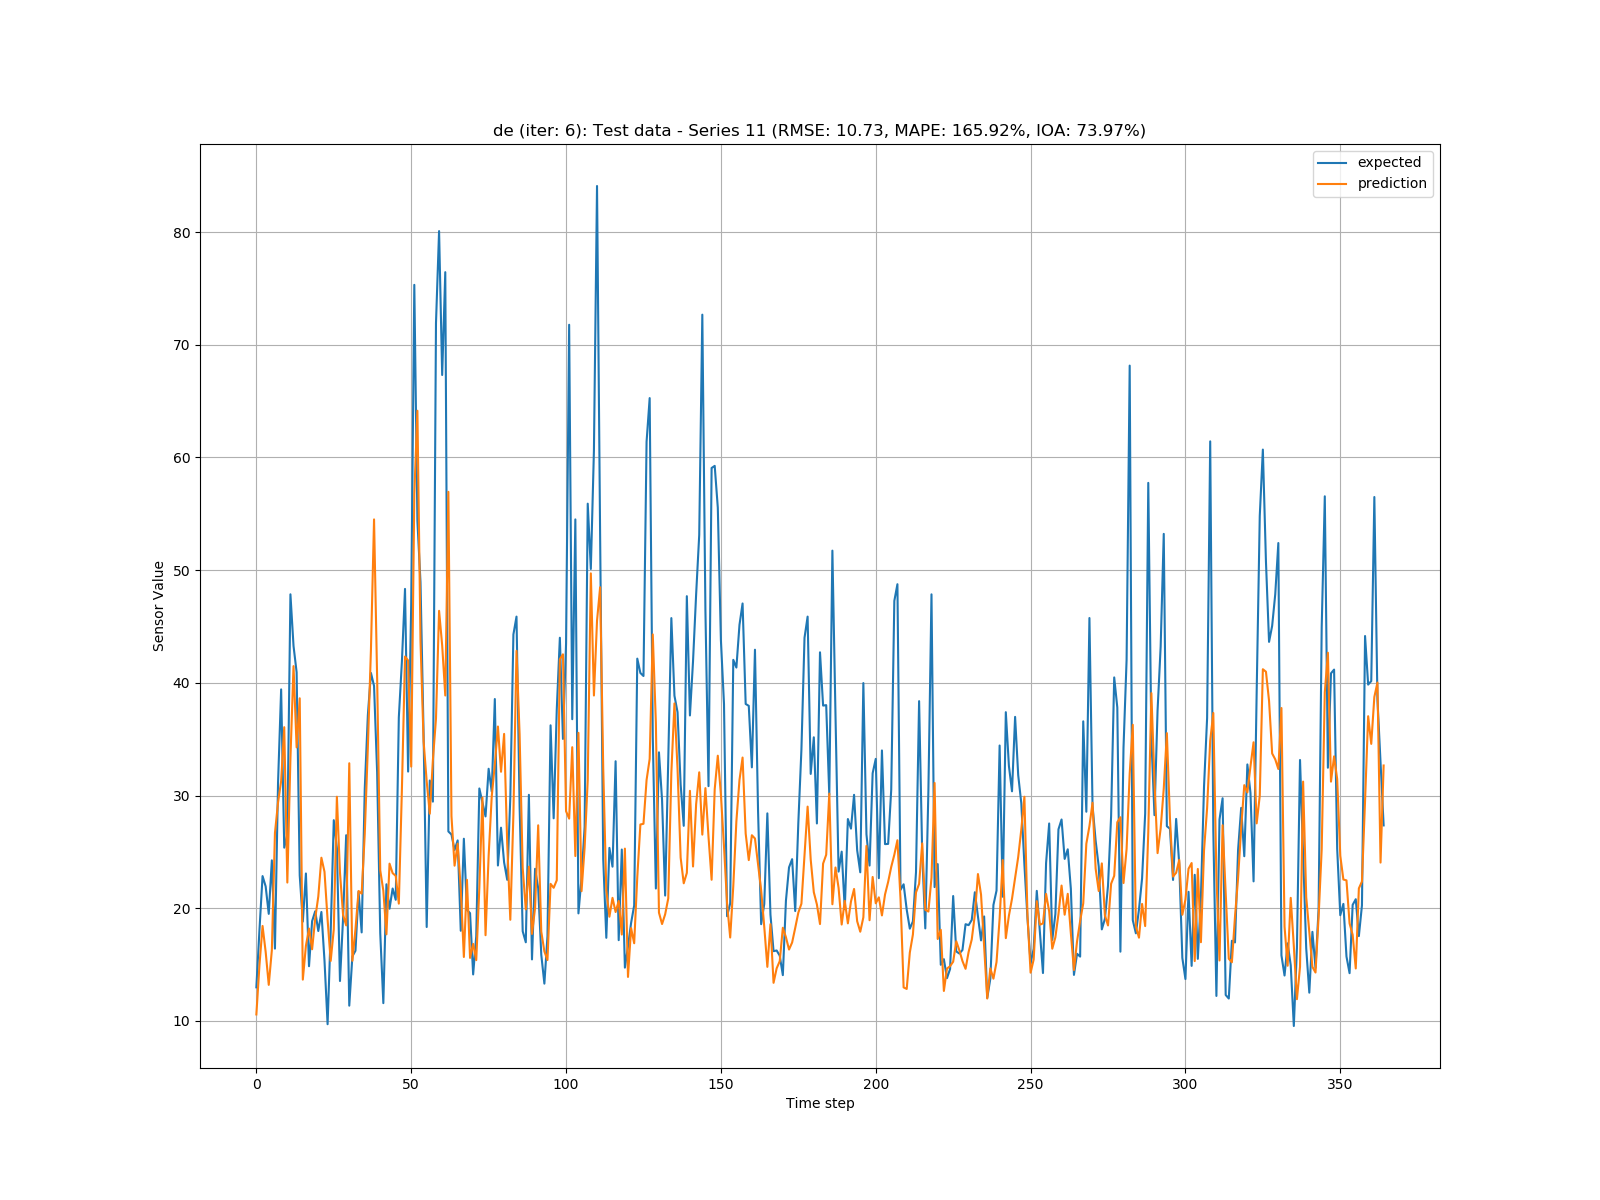 de (iter: 6): Test data - Series 11 (RMSE: 10.73, MAPE: 165.92%, IOA: 73.97%)
expected
prediction
80
70
60
50
40
30
20
10
Sensor Value
0 50 100 150 200 250 300 350
Time step